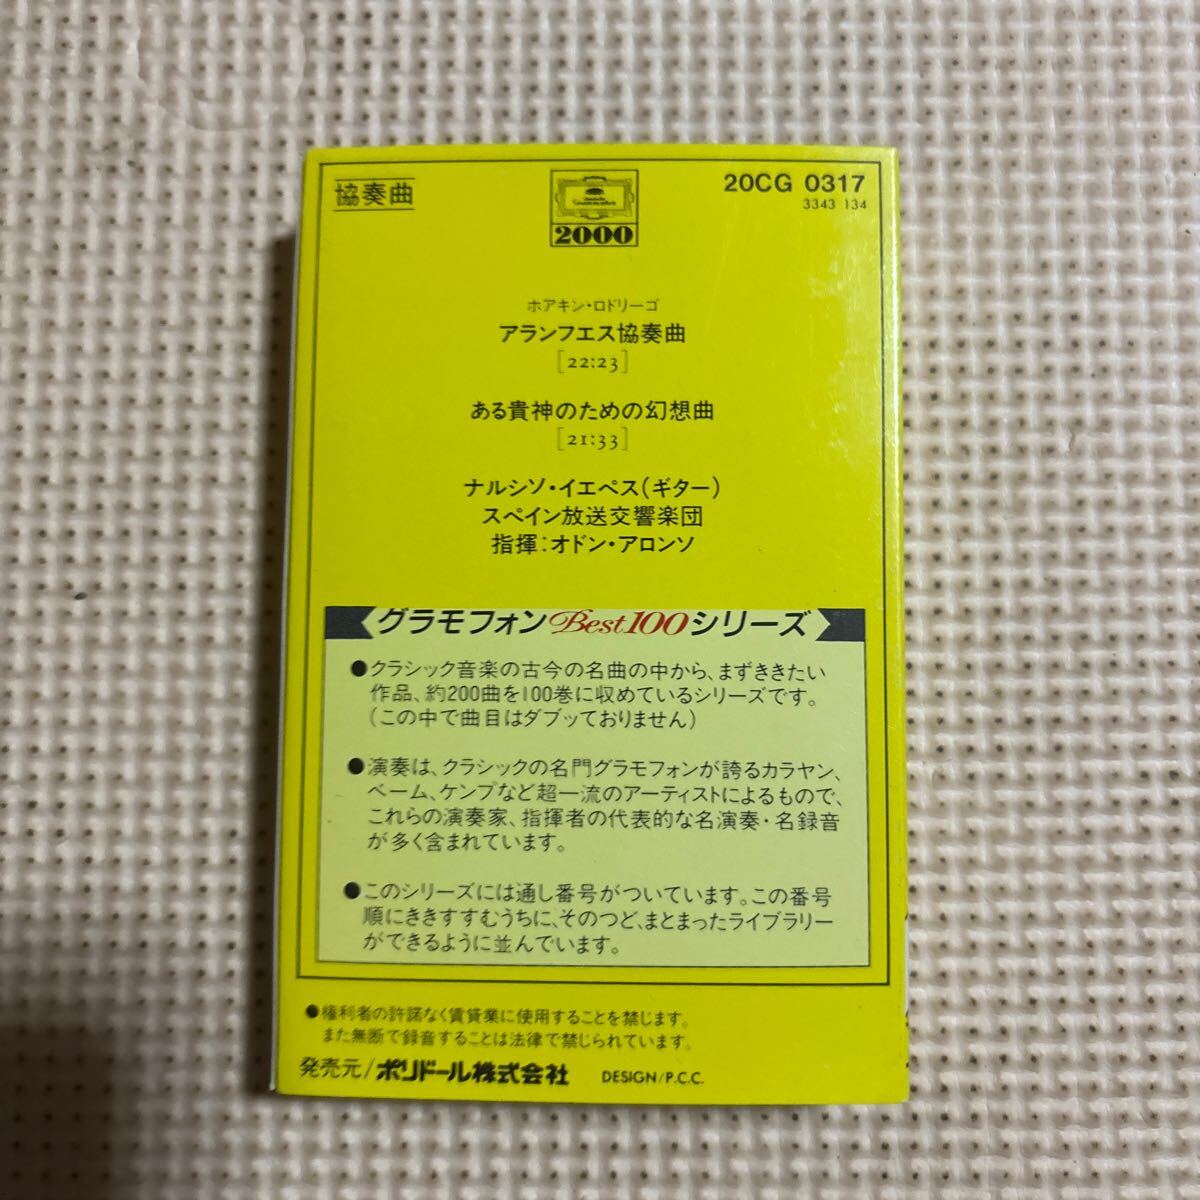 協奏曲
Deutsche
Grammophon
2000
20CG 0317
3343 134
ホアキン・ロドリーゴ
アランフエス協奏曲
[22:23]
ある貴神のための幻想曲
[21:33]
ナルシソ・イエペス(ギター)
スペイン放送交響楽団
指揮:オドン・アロンソ
グラモフォンBest100シリーズ
●クラシック音楽の古今の名曲の中から、まずききたい
作品、約200曲を100巻に収めているシリーズです。
(この中で曲目はダブッておりません)
●演奏は、クラシックの名門グラモフォンが誇るカラヤン、
ベーム、ケンプなど超一流のアーティストによるもので、
これらの演奏家、指揮者の代表的な名演奏・名録音
が多く含まれています。
●このシリーズには通し番号がついています。この番号
順にききすすむうちに、そのつど、まとまったライブラリー
ができるように並んでいます。
●権利者の許諾なく賃貸業に使用することを禁じます。
また無断で録音することは法律で禁じられています。
発売元/ポリドール株式会社 DESIGN/P.C.C.